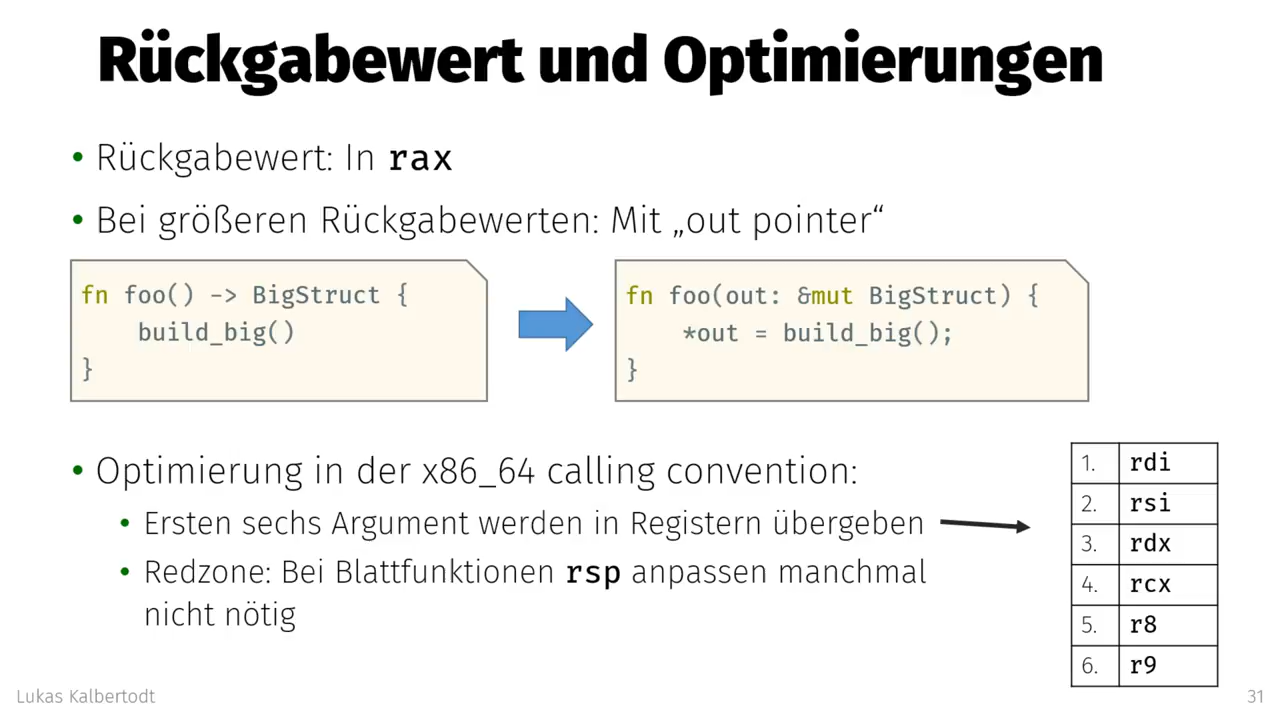 Rückgabewert und Optimierungen
• Rückgabewert: In rax
• Bei größeren Rückgabewerten: Mit „out pointer“
fn foo() -> BigStruct {
    build_big()
}
fn foo(out: &mut BigStruct) {
    *out = build_big();
}
• Optimierung in der x86_64 calling convention:
• Ersten sechs Argument werden in Registern übergeben
• Redzone: Bei Blattfunktionen rsp anpassen manchmal
nicht nötig
1. rdi
2. rsi
3. rdx
4. rcx
5. r8
6. r9
Lukas Kalbertodt
31